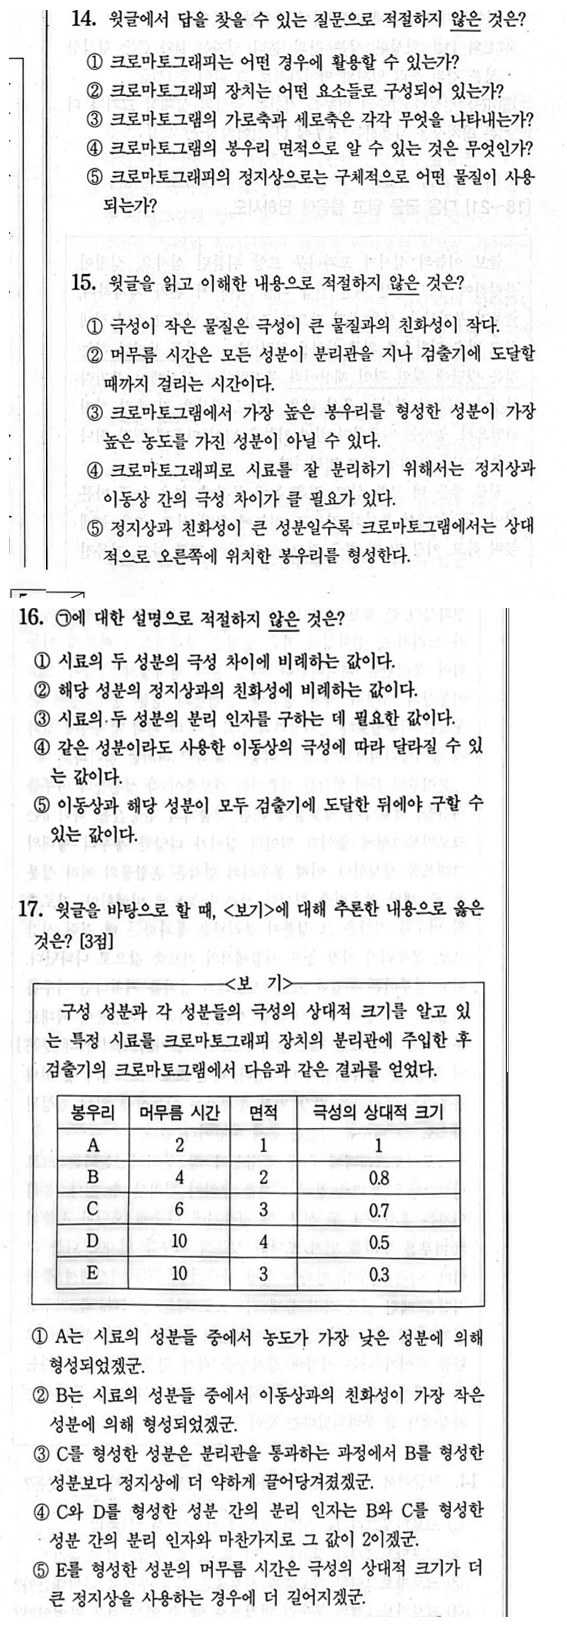 14. 윗글에서 답을 찾을 수 있는 질문으로 적절하지 않은 것은?
① 크로마토그래피는 어떤 경우에 활용할 수 있는가?
② 크로마토그래피 장치는 어떤 요소들로 구성되어 있는가?
③ 크로마토그램의 가로축과 세로축은 각각 무엇을 나타내는가?
④ 크로마토그램의 봉우리 면적으로 알 수 있는 것은 무엇인가?
⑤ 크로마토그래피의 정지상으로는 구체적으로 어떤 물질이 사용
되는가?
15. 윗글을 읽고 이해한 내용으로 적절하지 않은 것은?
① 극성이 작은 물질은 극성이 큰 물질과의 친화성이 작다.
② 머무름 시간은 모든 성분이 분리관을 지나 검출기에 도달할
때까지 걸리는 시간이다.
③ 크로마토그램에서 가장 높은 봉우리를 형성한 성분이 가장
높은 농도를 가진 성분이 아닐 수 있다.
④ 크로마토그래피로 시료를 잘 분리하기 위해서는 정지상과
이동상 간의 극성 차이가 클 필요가 있다.
⑤ 정지상과 친화성이 큰 성분일수록 크로마토그램에서는 상대
적으로 오른쪽에 위치한 봉우리를 형성한다.
16. ㉠에 대한 설명으로 적절하지 않은 것은?
① 시료의 두 성분의 극성 차이에 비례하는 값이다.
② 해당 성분의 정지상과의 친화성에 비례하는 값이다.
③ 시료의 두 성분의 분리 인자를 구하는 데 필요한 값이다.
④ 같은 성분이라도 사용한 이동상의 극성에 따라 달라질 수 있
는 값이다.
⑤ 이동상과 해당 성분이 모두 검출기에 도달한 뒤에야 구할 수
있는 값이다.
17. 윗글을 바탕으로 할 때, <보기>에 대해 추론한 내용으로 옳은
것은? [3점]
<보 기>
구성 성분과 각 성분들의 극성의 상대적 크기를 알고 있
는 특정 시료를 크로마토그래피 장치의 분리관에 주입한 후
검출기의 크로마토그램에서 다음과 같은 결과를 얻었다.
봉우리 머무름 시간 면적 극성의 상대적 크기
A 2 1 1
B 4 2 0.8
C 6 3 0.7
D 10 4 0.5
E 10 3 0.3
① A는 시료의 성분들 중에서 농도가 가장 낮은 성분에 의해
형성되었겠군.
② B는 시료의 성분들 중에서 이동상과의 친화성이 가장 작은
성분에 의해 형성되었겠군.
③ C를 형성한 성분은 분리관을 통과하는 과정에서 B를 형성한
성분보다 정지상에 더 약하게 끌어당겨졌겠군.
④ C와 D를 형성한 성분 간의 분리 인자는 B와 C를 형성한
성분 간의 분리 인자와 마찬가지로 그 값이 2이겠군.
⑤ E를 형성한 성분의 머무름 시간은 극성의 상대적 크기가 더
큰 정지상을 사용하는 경우에 더 길어지겠군.